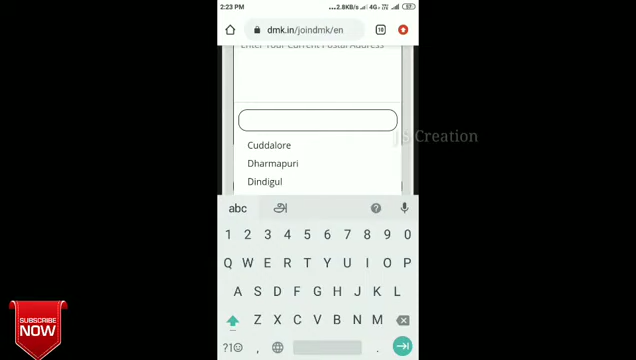 2:23 PM
...2.8KB/s 4G 57
dmk.in/joindmk/en
10
Enter Your Current Postal Address
J S Creation
Cuddalore
Dharmapuri
Dindigul
abc அ
1 2 3 4 5 6 7 8 9 0
Q W E R T Y U I O P
A S D F G H J K L
Z X C V B N M
?1☺ , .
SUBSCRIBE
NOW